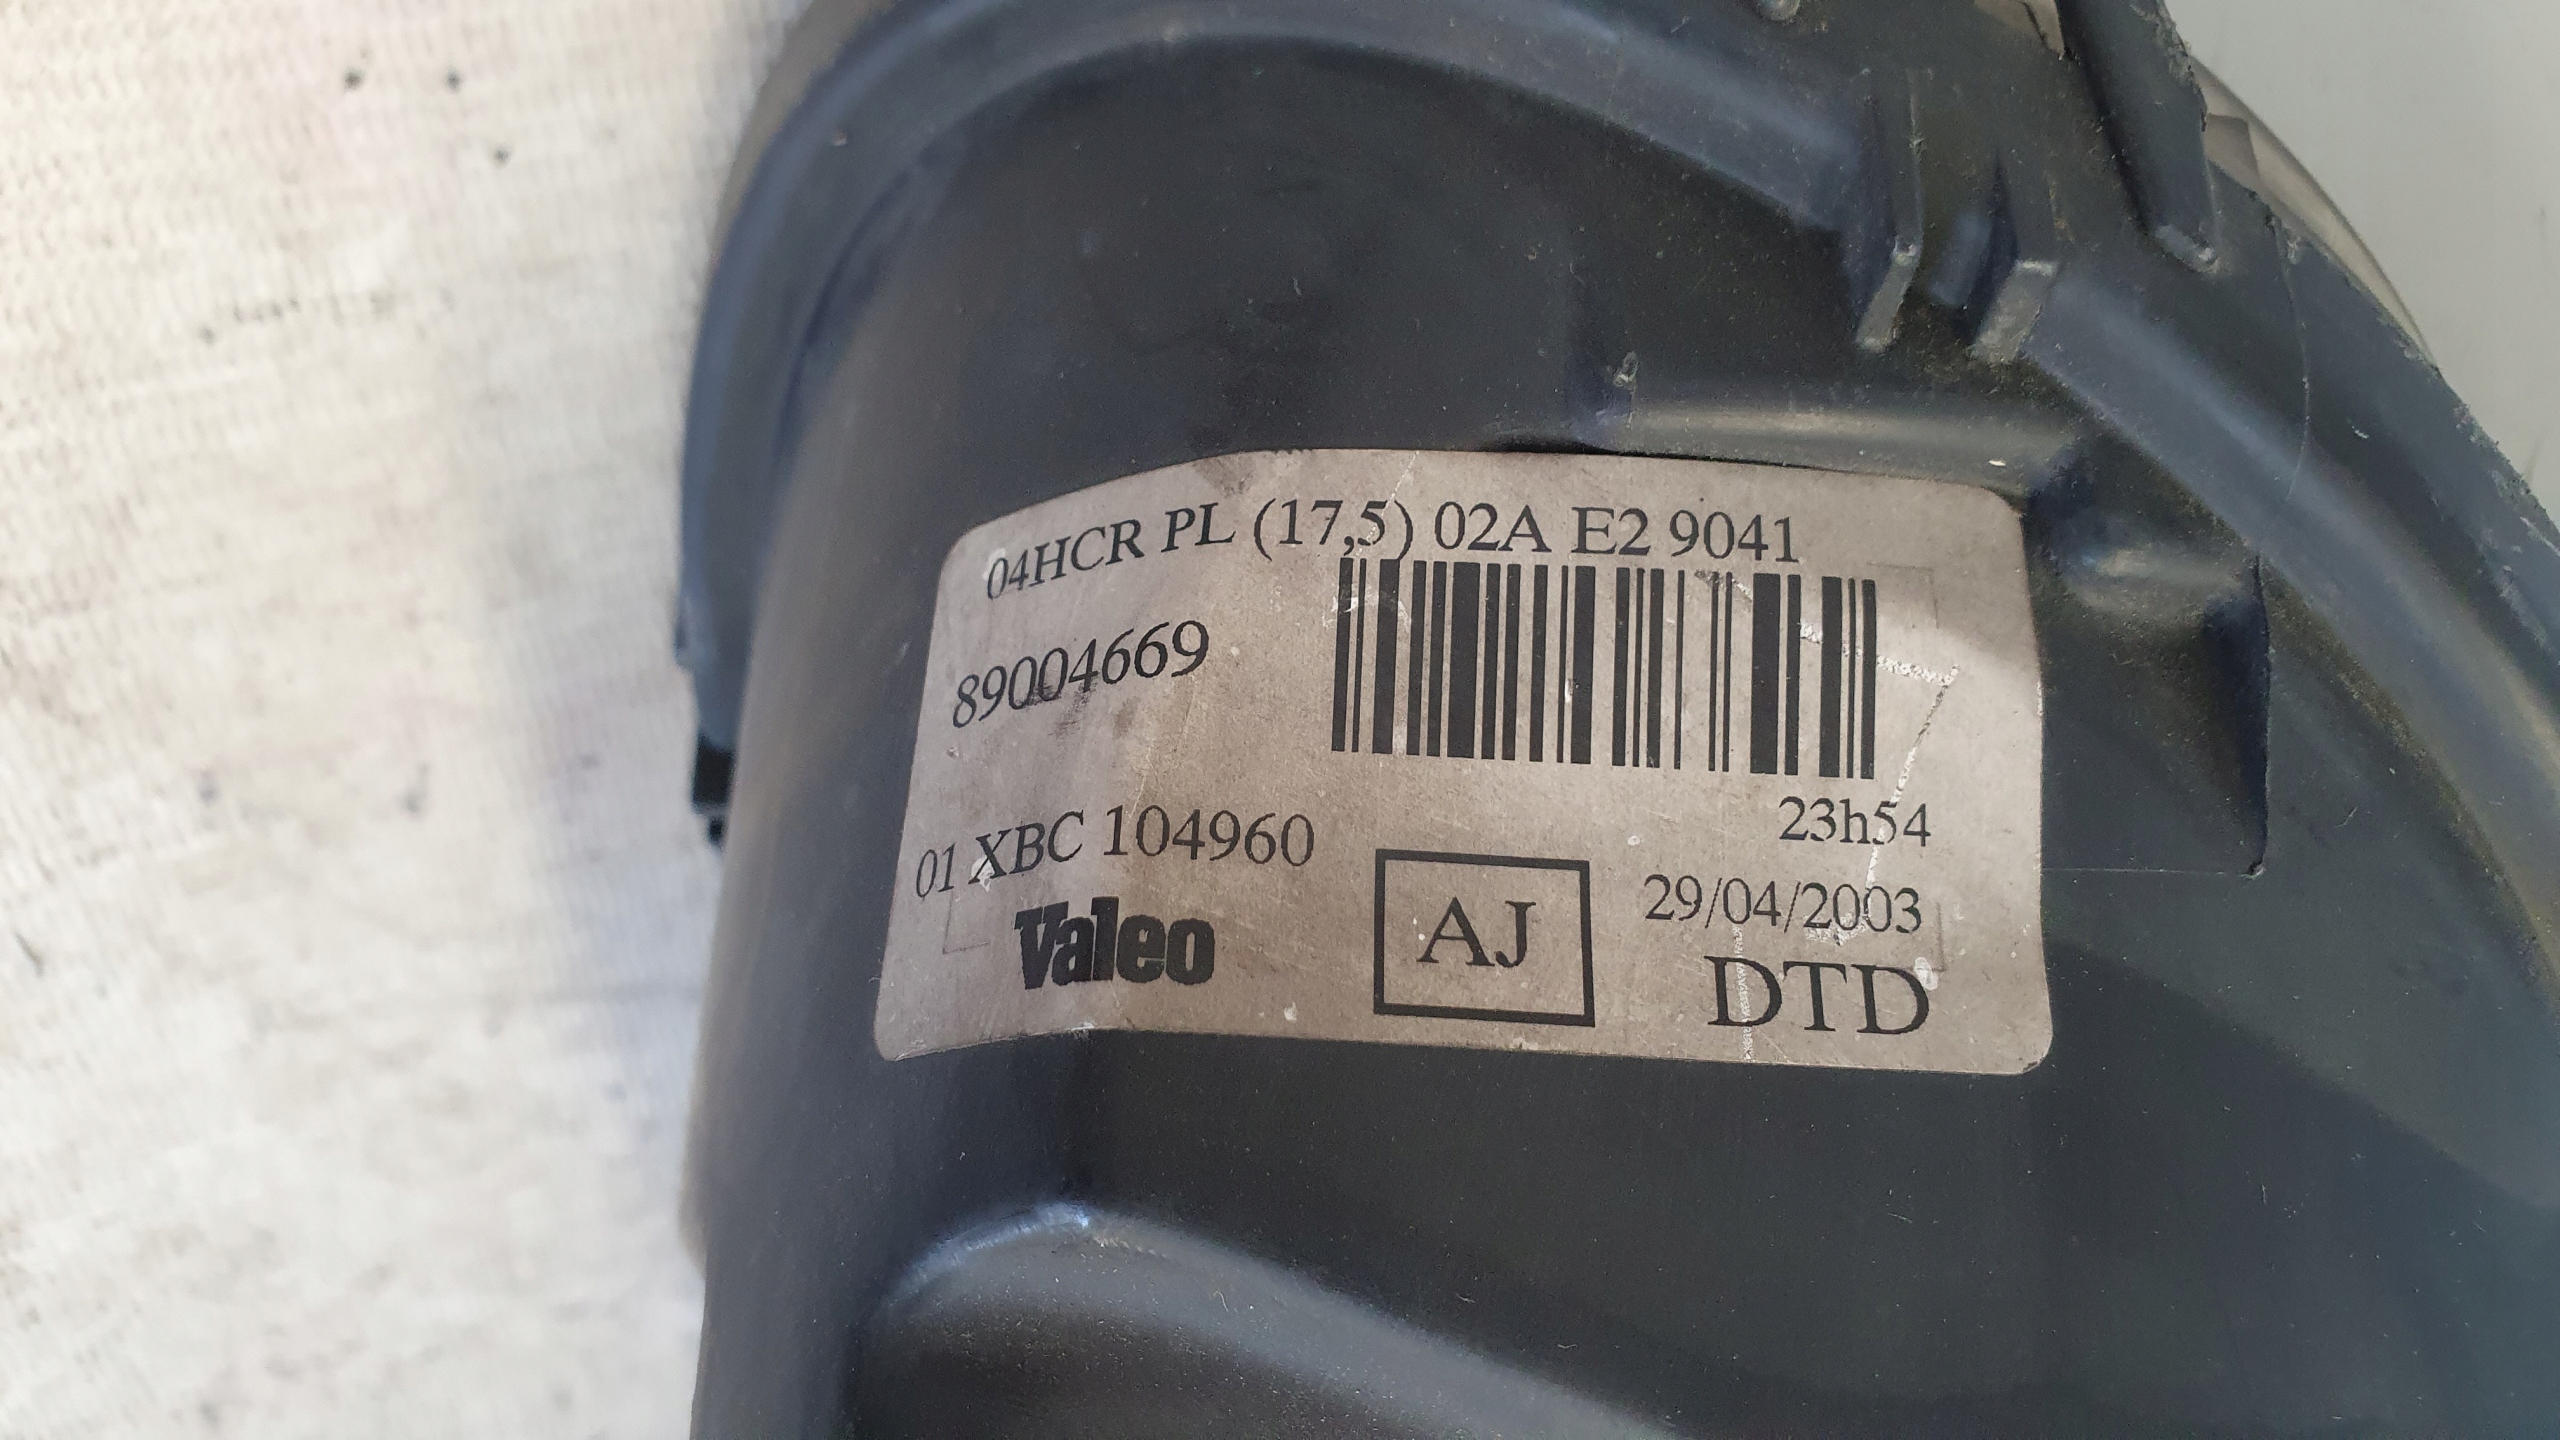 04HCR PL (17,5) 02A E2 9041
89004669
23h54
01 XBC 104960
29/04/2003
Valeo
AJ
DTD